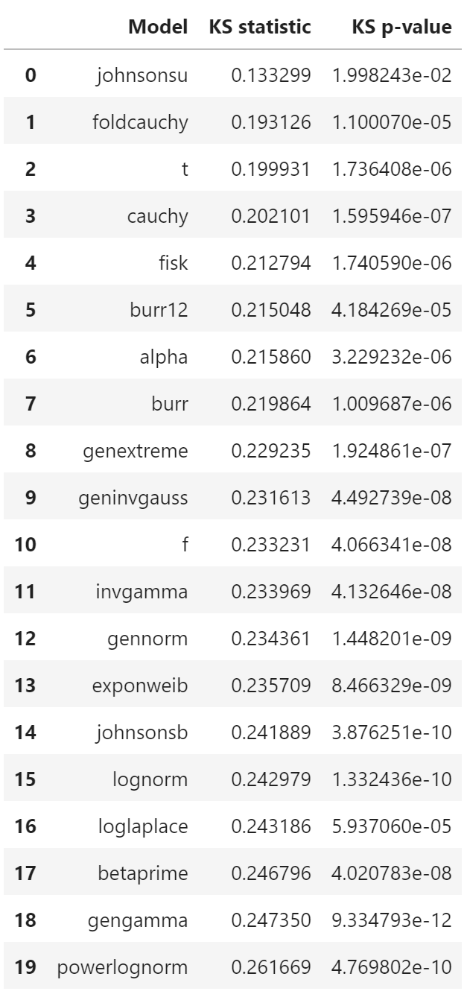 Model KS statistic KS p-value
0 johnsonsu 0.133299 1.998243e-02
1 foldcauchy 0.193126 1.100070e-05
2 t 0.199931 1.736408e-06
3 cauchy 0.202101 1.595946e-07
4 fisk 0.212794 1.740590e-06
5 burr12 0.215048 4.184269e-05
6 alpha 0.215860 3.229232e-06
7 burr 0.219864 1.009687e-06
8 genextreme 0.229235 1.924861e-07
9 geninvgauss 0.231613 4.492739e-08
10 f 0.233231 4.066341e-08
11 invgamma 0.233969 4.132646e-08
12 gennorm 0.234361 1.448201e-09
13 exponweib 0.235709 8.466329e-09
14 johnsonsb 0.241889 3.876251e-10
15 lognorm 0.242979 1.332436e-10
16 loglaplace 0.243186 5.937060e-05
17 betaprime 0.246796 4.020783e-08
18 gengamma 0.247350 9.334793e-12
19 powerlognorm 0.261669 4.769802e-10